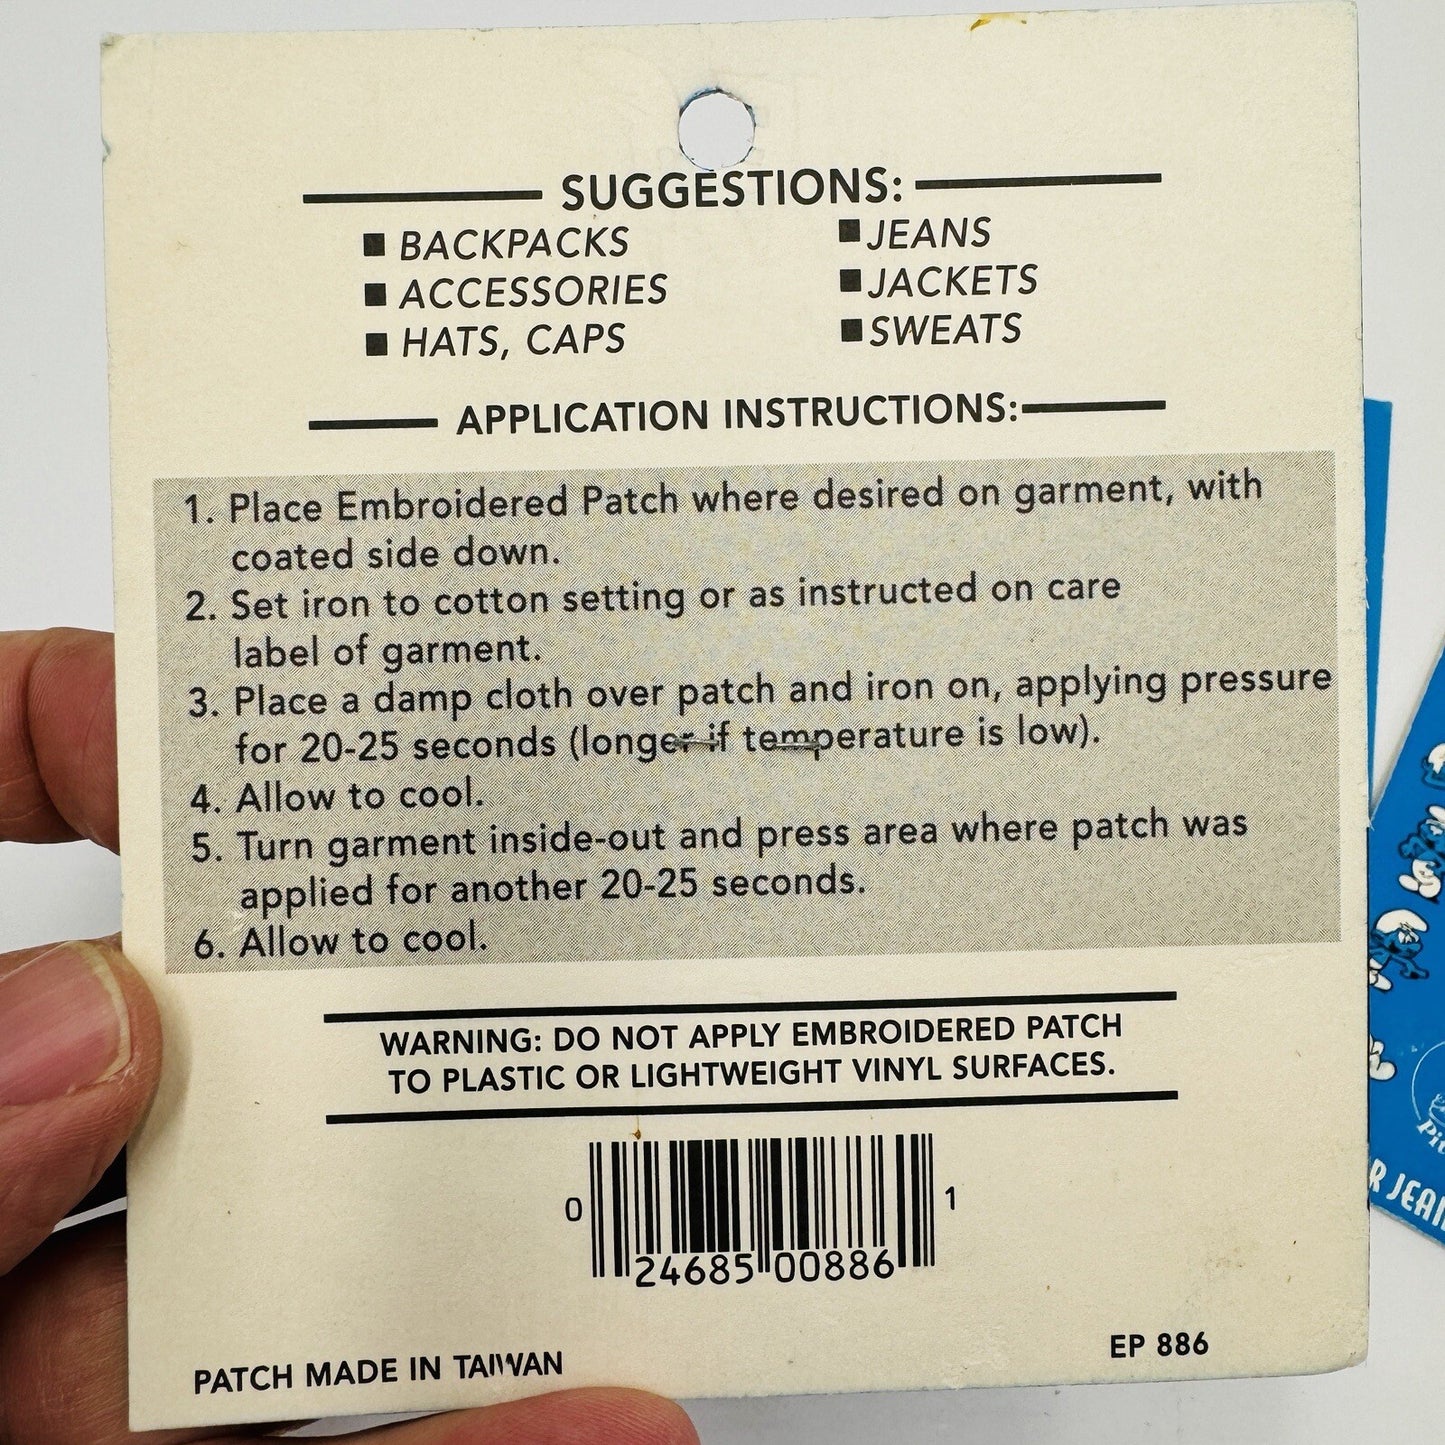 SUGGESTIONS:
■ BACKPACKS
■ ACCESSORIES
■ HATS, CAPS
■ JEANS
■ JACKETS
■ SWEATS
APPLICATION INSTRUCTIONS:
1. Place Embroidered Patch where desired on garment, with
coated side down.
2. Set iron to cotton setting or as instructed on care
label of garment.
3. Place a damp cloth over patch and iron on, applying pressure
for 20-25 seconds (longer if temperature is low).
4. Allow to cool.
5. Turn garment inside-out and press area where patch was
applied for another 20-25 seconds.
6. Allow to cool.
WARNING: DO NOT APPLY EMBROIDERED PATCH
TO PLASTIC OR LIGHTWEIGHT VINYL SURFACES.
0 24685 00886 1
PATCH MADE IN TAIWAN
EP 886